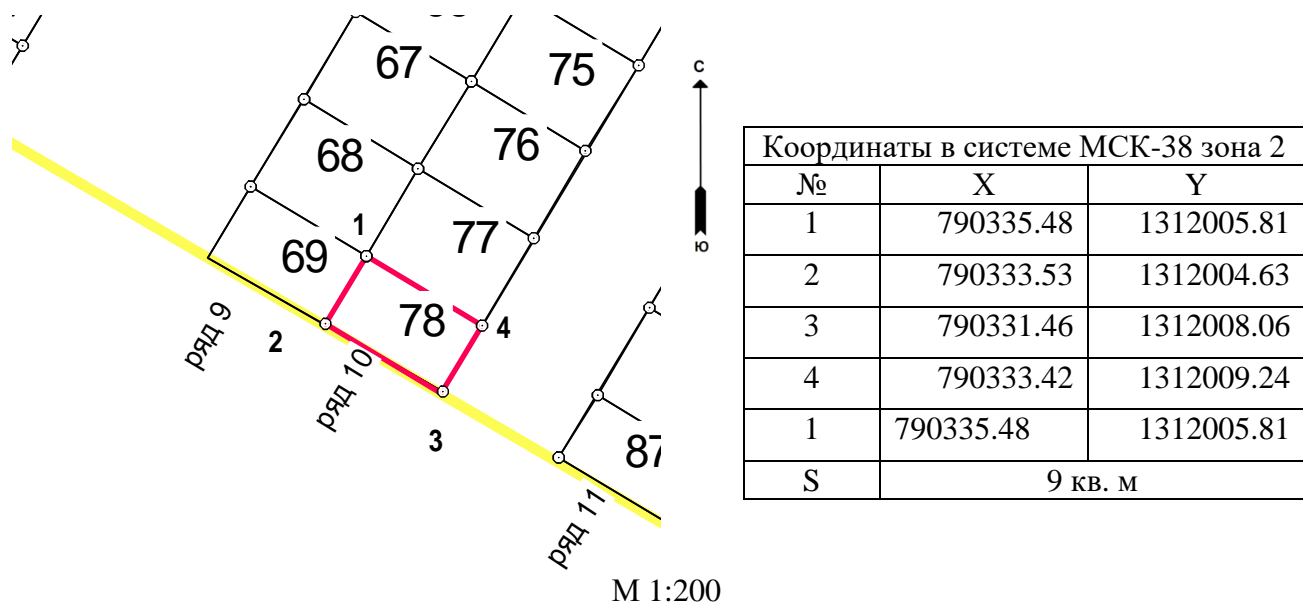 67
75
76
68
77
1
69
78
4
2
3
87
ряд 9
ряд 10
ряд 11
С
Ю
Координаты в системе МСК-38 зона 2
№ X Y
1 790335.48 1312005.81
2 790333.53 1312004.63
3 790331.46 1312008.06
4 790333.42 1312009.24
1 790335.48 1312005.81
S 9 кв. м
М 1:200